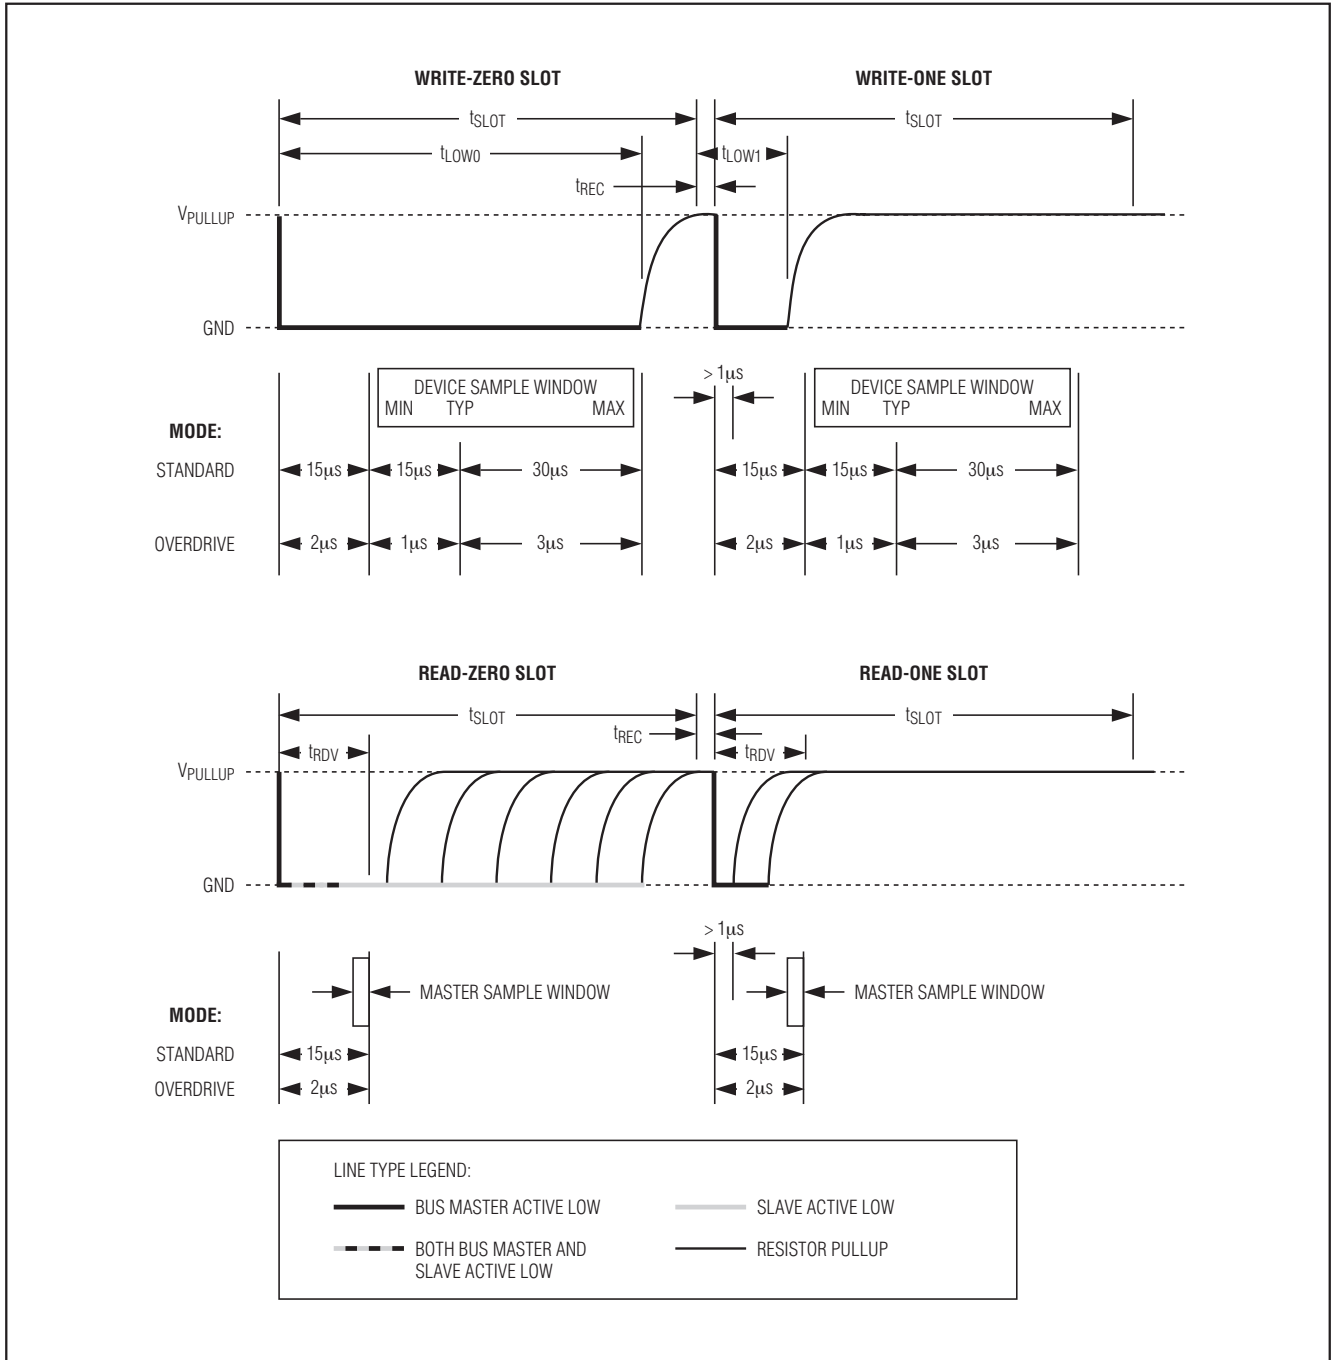 WRITE-ZERO SLOT WRITE-ONE SLOT
tSLOT tSLOT
tLOW0 tLOW1
tREC
VPULLUP
GND
> 1µs
DEVICE SAMPLE WINDOW DEVICE SAMPLE WINDOW
MIN TYP MAX MIN TYP MAX
MODE:
STANDARD 15µs 15µs 30µs 15µs 15µs 30µs
OVERDRIVE 2µs 1µs 3µs 2µs 1µs 3µs
READ-ZERO SLOT READ-ONE SLOT
tSLOT tSLOT
tREC
tRDV tRDV
VPULLUP
GND
> 1µs
MASTER SAMPLE WINDOW MASTER SAMPLE WINDOW
MODE:
STANDARD 15µs 15µs
OVERDRIVE 2µs 2µs
LINE TYPE LEGEND:
BUS MASTER ACTIVE LOW SLAVE ACTIVE LOW
BOTH BUS MASTER AND RESISTOR PULLUP
SLAVE ACTIVE LOW